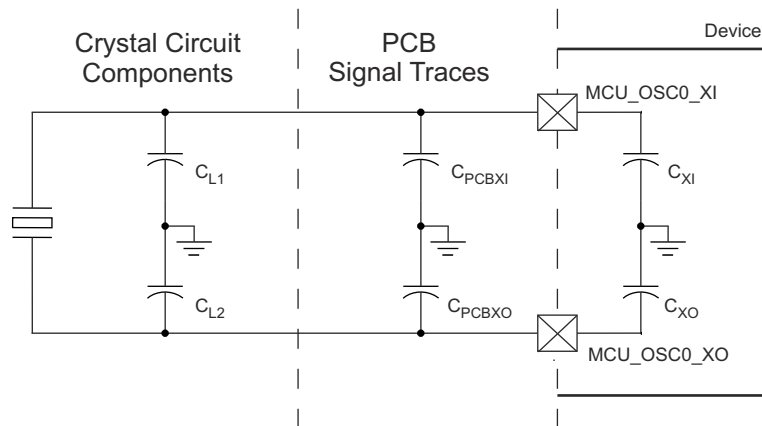 Crystal Circuit
Components
PCB
Signal Traces
Device
MCU_OSC0_XI
CL1
CPCBXI
CXI
CL2
CPCBXO
CXO
MCU_OSC0_XO